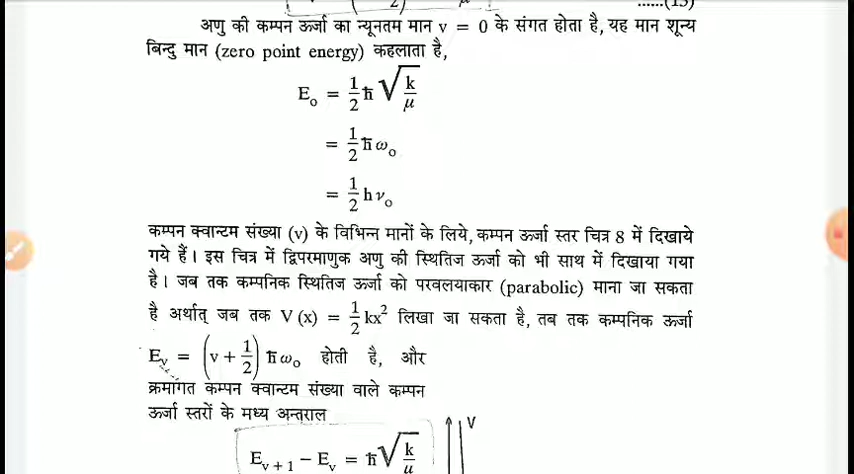 2) μ ......(15)
अणु की कम्पन ऊर्जा का न्यूनतम मान v = 0 के संगत होता है, यह मान शून्य
बिन्दु मान (zero point energy) कहलाता है,
E₀ = 1/2 ħ √(k/μ)
= 1/2 ħ ω₀
= 1/2 h ν₀
कम्पन क्वान्टम संख्या (v) के विभिन्न मानों के लिये, कम्पन ऊर्जा स्तर चित्र 8 में दिखाये
गये हैं। इस चित्र में द्विपरमाणुक अणु की स्थितिज ऊर्जा को भी साथ में दिखाया गया
है। जब तक कम्पनिक स्थितिज ऊर्जा को परवलयाकार (parabolic) माना जा सकता
है अर्थात् जब तक V (x) = 1/2 kx² लिखा जा सकता है, तब तक कम्पनिक ऊर्जा
Eᵥ = (v + 1/2) ħ ω₀ होती है, और
क्रमागत कम्पन क्वान्टम संख्या वाले कम्पन
ऊर्जा स्तरों के मध्य अन्तराल
V
Eᵥ₊₁ − Eᵥ = ħ √(k/μ)